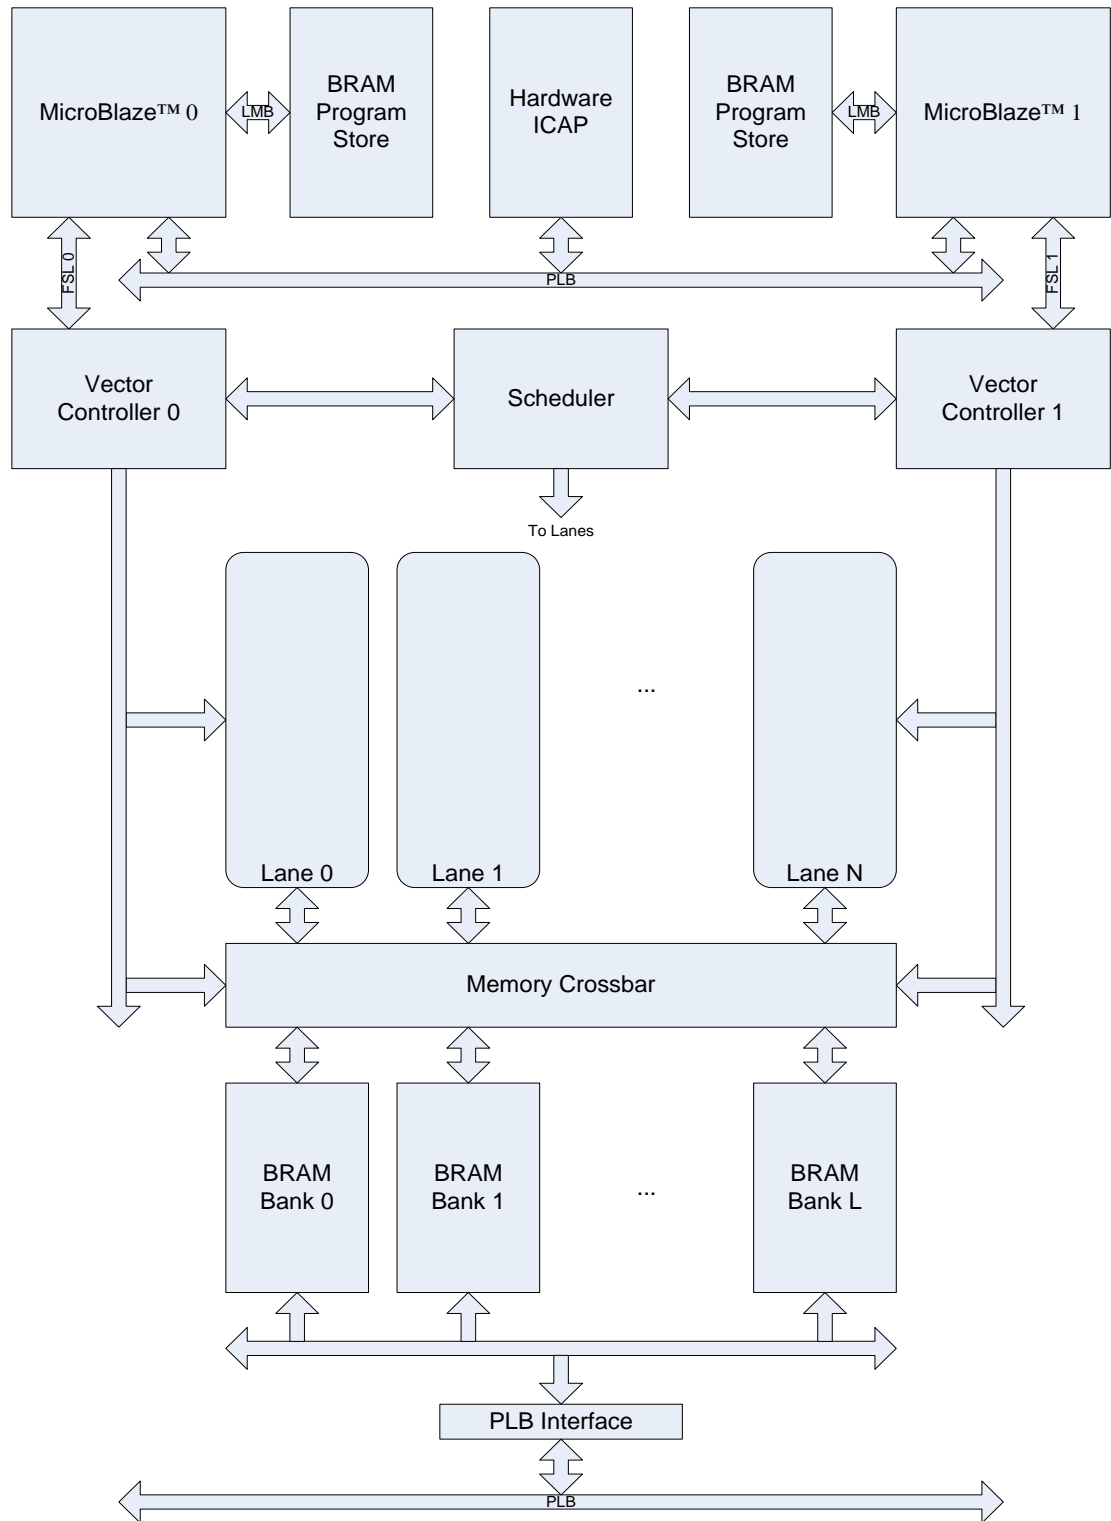 MicroBlaze™ 0
LMB
BRAM
Program
Store
Hardware
ICAP
BRAM
Program
Store
LMB
MicroBlaze™ 1
FSL 0
PLB
FSL 1
Vector
Controller 0
Scheduler
Vector
Controller 1
To Lanes
...
Lane 0
Lane 1
Lane N
Memory Crossbar
BRAM
Bank 0
BRAM
Bank 1
...
BRAM
Bank L
PLB Interface
PLB